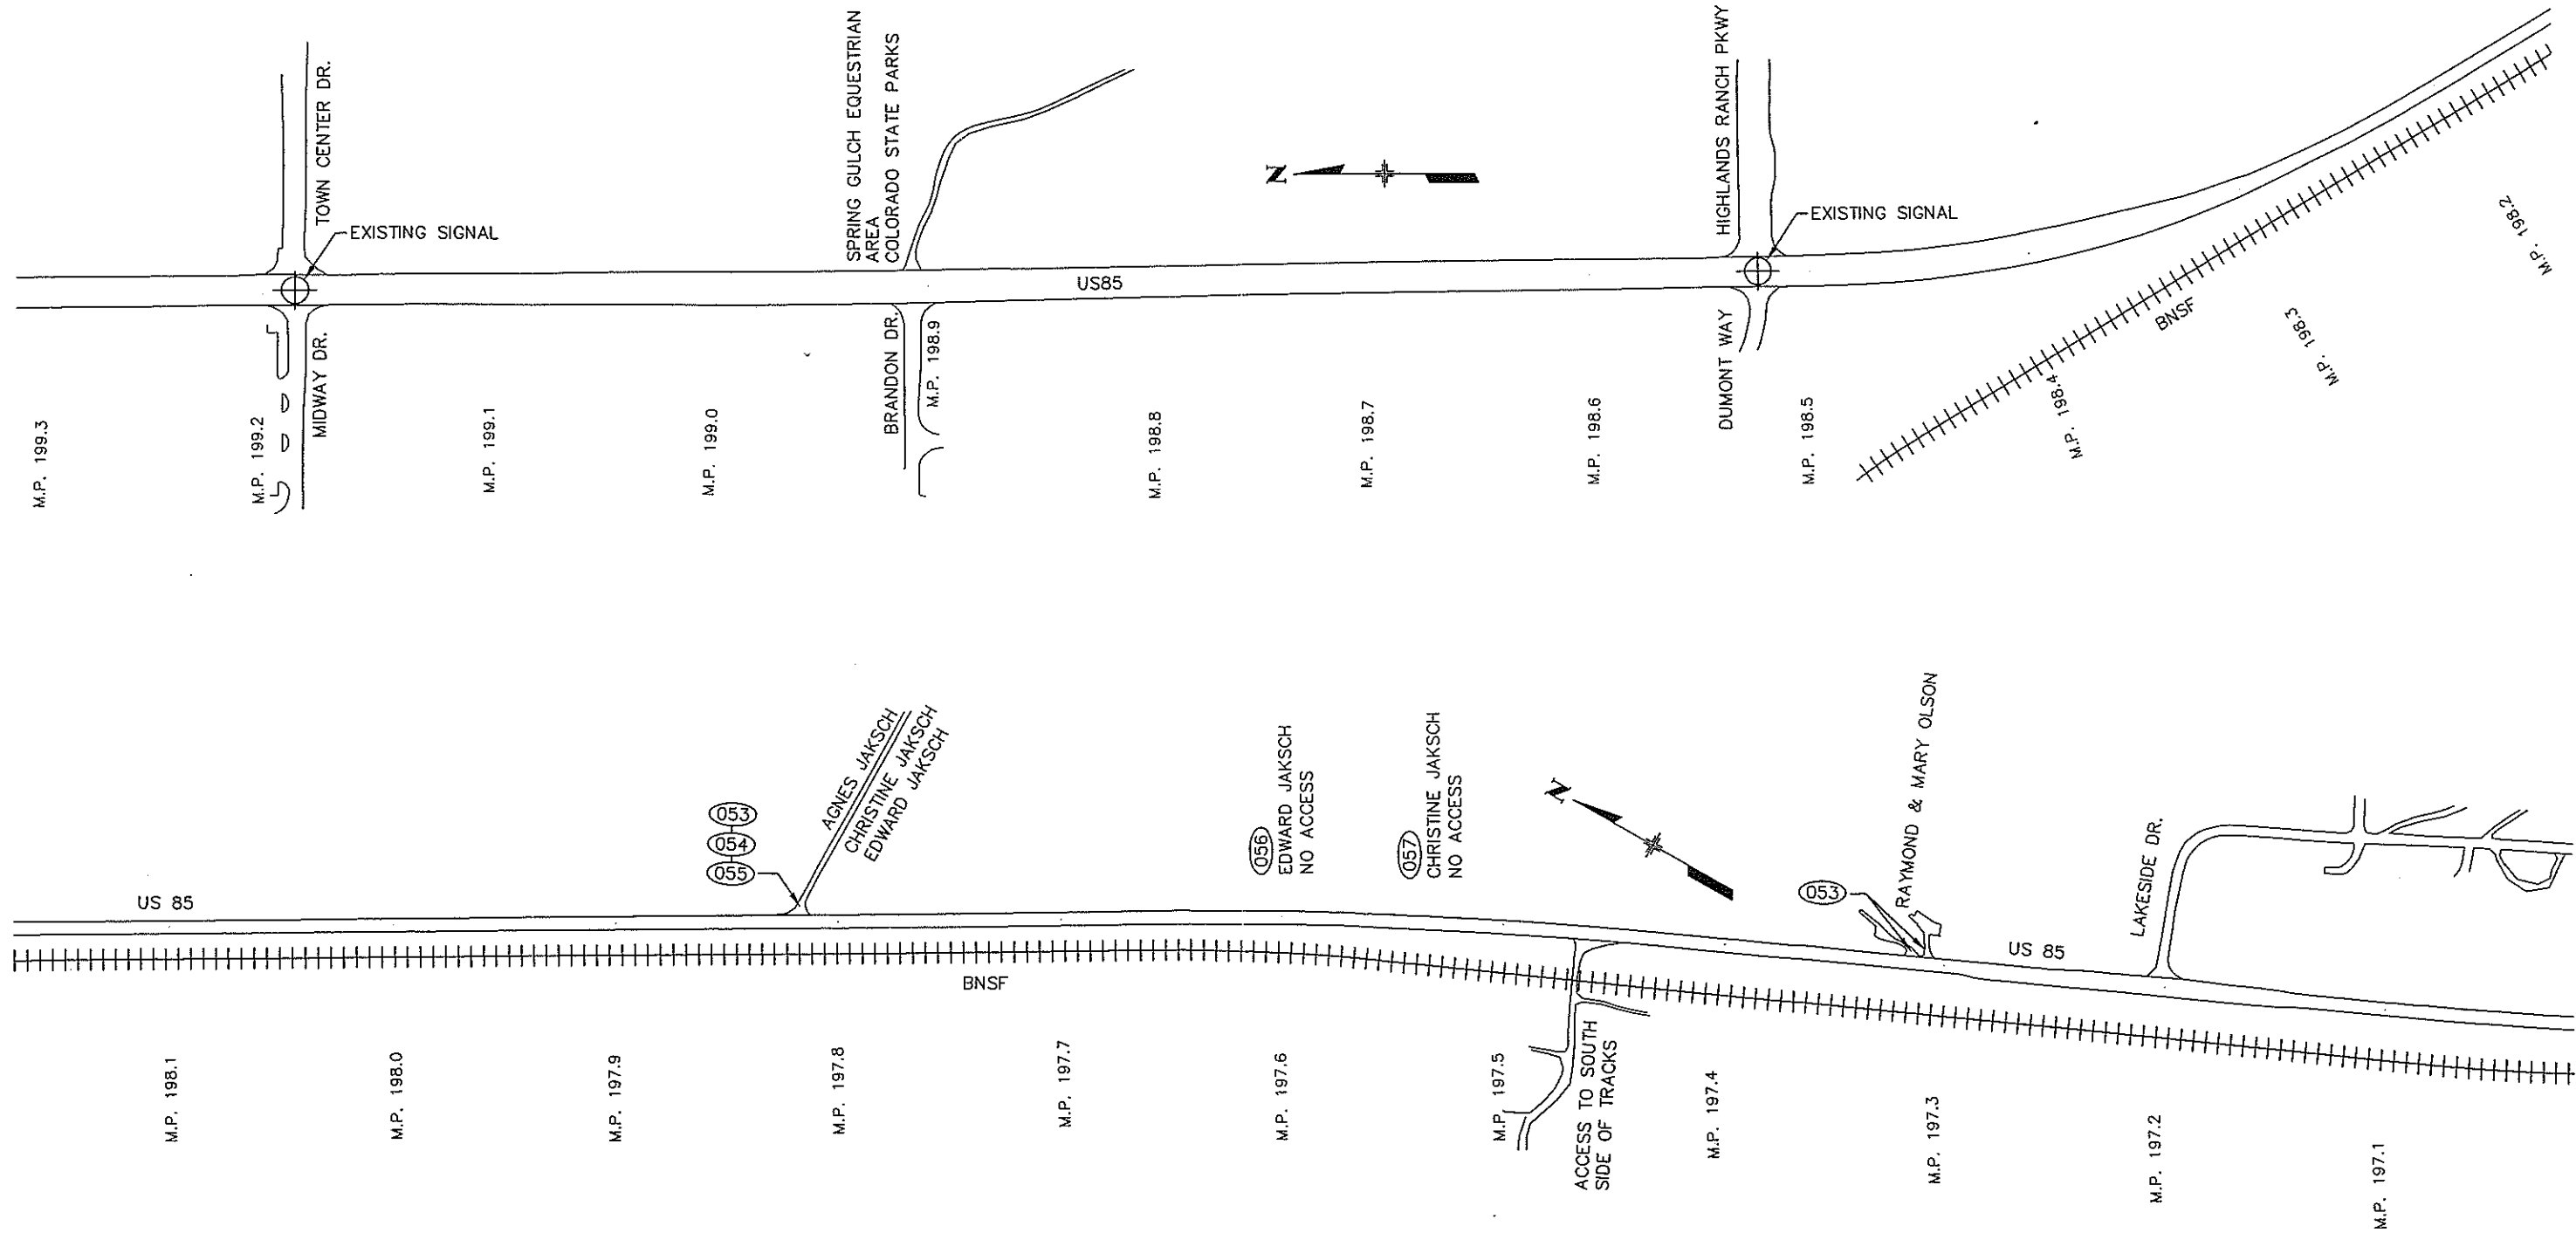 TOWN CENTER DR.
EXISTING SIGNAL
MIDWAY DR.
SPRING GULCH EQUESTRIAN
AREA
COLORADO STATE PARKS
BRANDON DR.
N
US85
HIGHLANDS RANCH PKWY
EXISTING SIGNAL
DUMONT WAY
BNSF
M.P. 199.3
M.P. 199.2
M.P. 199.1
M.P. 199.0
M.P. 198.9
M.P. 198.8
M.P. 198.7
M.P. 198.6
M.P. 198.5
M.P. 198.4
M.P. 198.3
M.P. 198.2
US 85
053
054
055
AGNES JAKSCH
CHRISTINE JAKSCH
EDWARD JAKSCH
056
EDWARD JAKSCH
NO ACCESS
057
CHRISTINE JAKSCH
NO ACCESS
N
053
RAYMOND & MARY OLSON
US 85
LAKESIDE DR.
BNSF
ACCESS TO SOUTH
SIDE OF TRACKS
M.P. 198.1
M.P. 198.0
M.P. 197.9
M.P. 197.8
M.P. 197.7
M.P. 197.6
M.P. 197.5
M.P. 197.4
M.P. 197.3
M.P. 197.2
M.P. 197.1